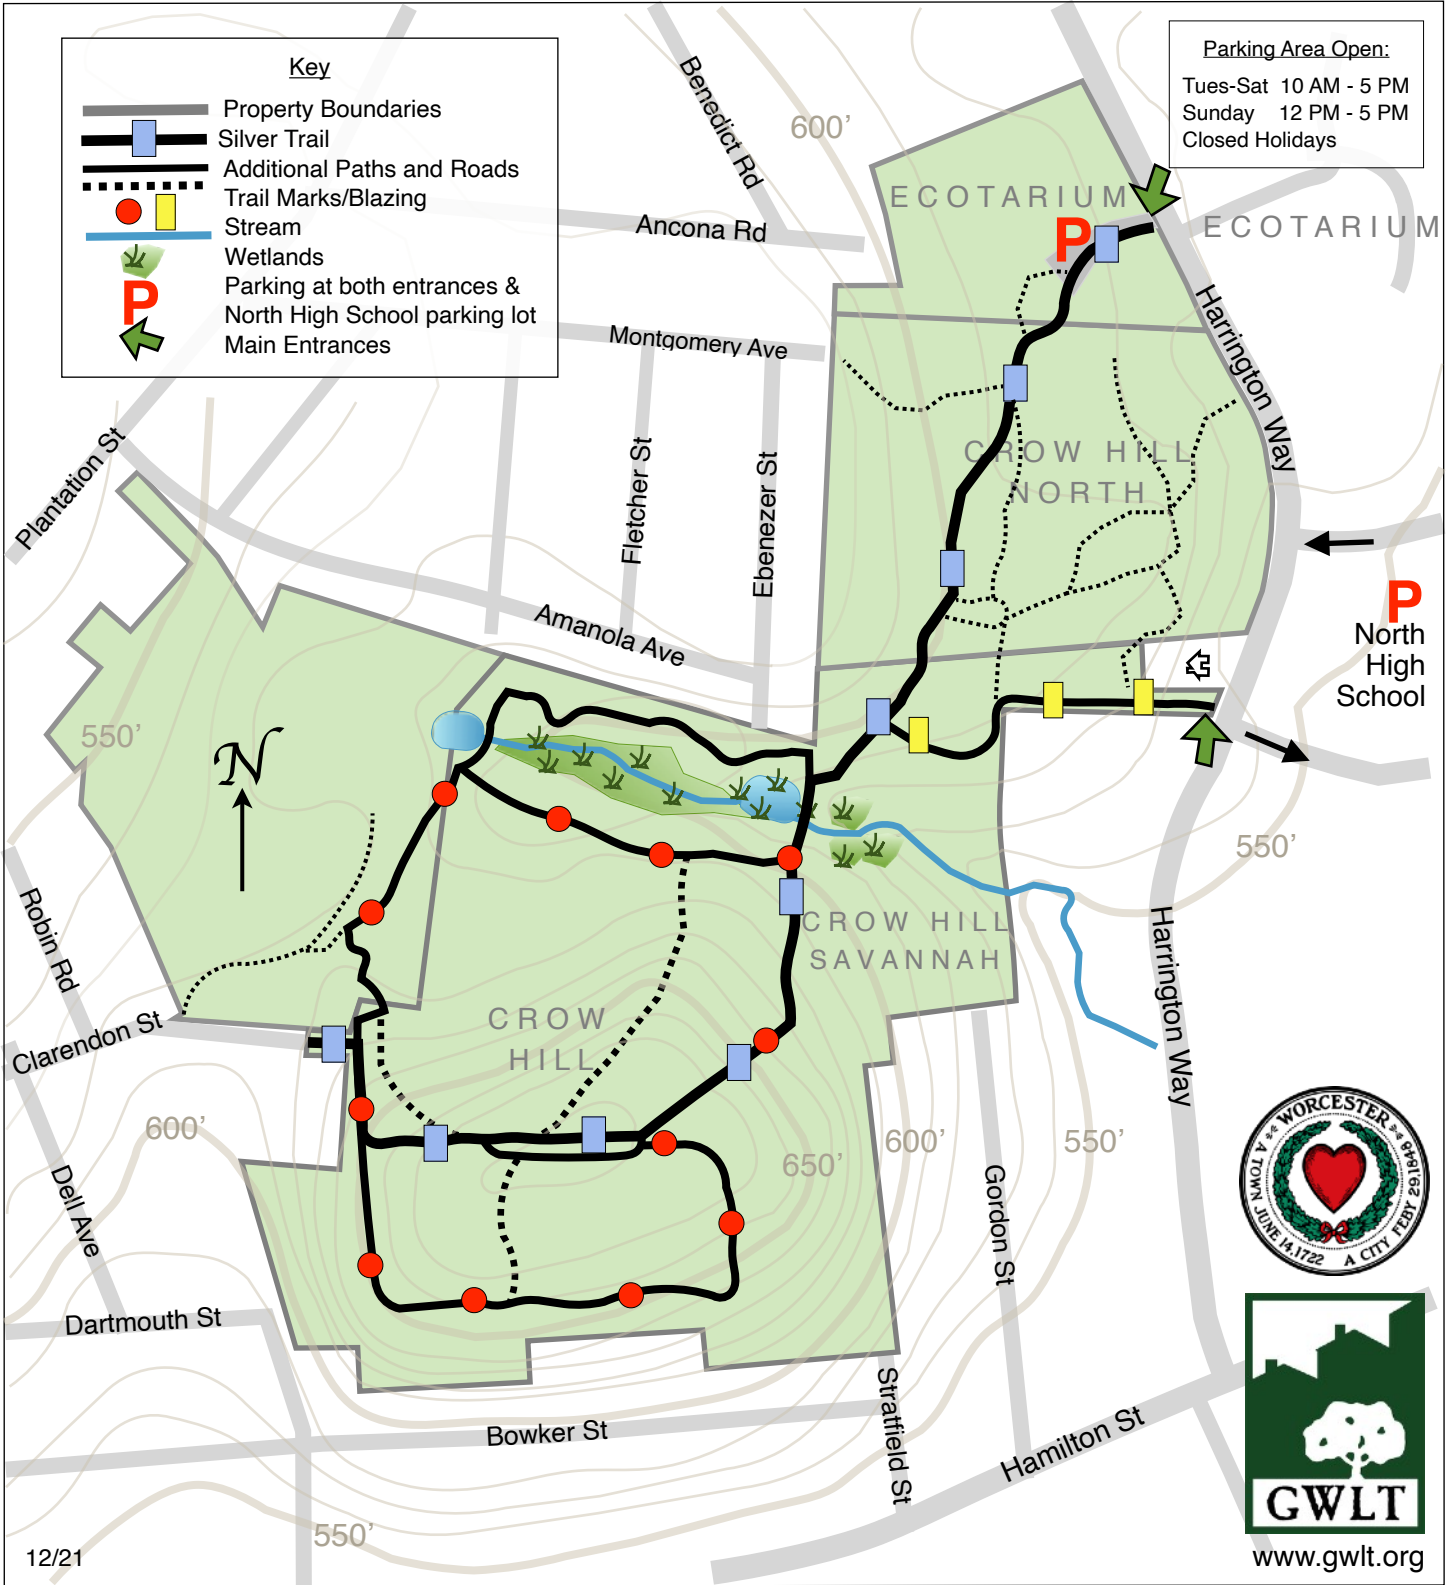 Key
Property Boundaries
Silver Trail
Additional Paths and Roads
Trail Marks/Blazing
Stream
Wetlands
P
Parking at both entrances &
North High School parking lot
Main Entrances
Parking Area Open:
Tues-Sat 10 AM - 5 PM
Sunday 12 PM - 5 PM
Closed Holidays
Benedict Rd
600’
ECOTARIUM
P
ECOTARIUM
Ancona Rd
Harrington Way
Montgomery Ave
Plantation St
Fletcher St
Ebenezer St
CROW HILL
NORTH
P
North
High
School
Amanola Ave
550’
N
550’
Robin Rd
CROW HILL
SAVANNAH
Harrington Way
Clarendon St
CROW
HILL
600’
650’
600’
550’
Dell Ave
Gordon St
WORCESTER
A TOWN JUNE 14, 1722
A CITY FEBY 29, 1848
Dartmouth St
Stratfield St
Bowker St
Hamilton St
550’
GWLT
12/21
www.gwlt.org